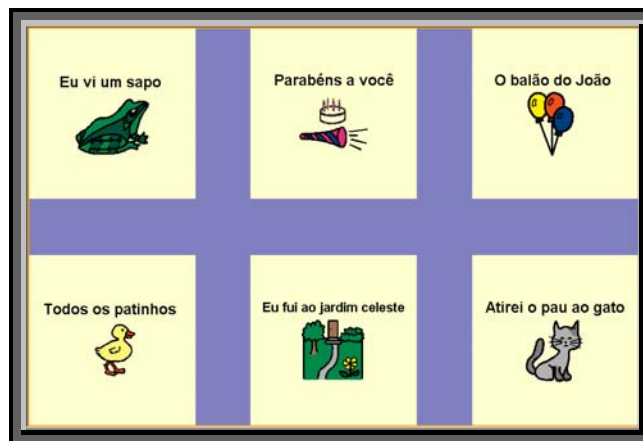 Eu vi um sapo
Parabéns a você
O balão do João
Todos os patinhos
Eu fui ao jardim celeste
Atirei o pau ao gato